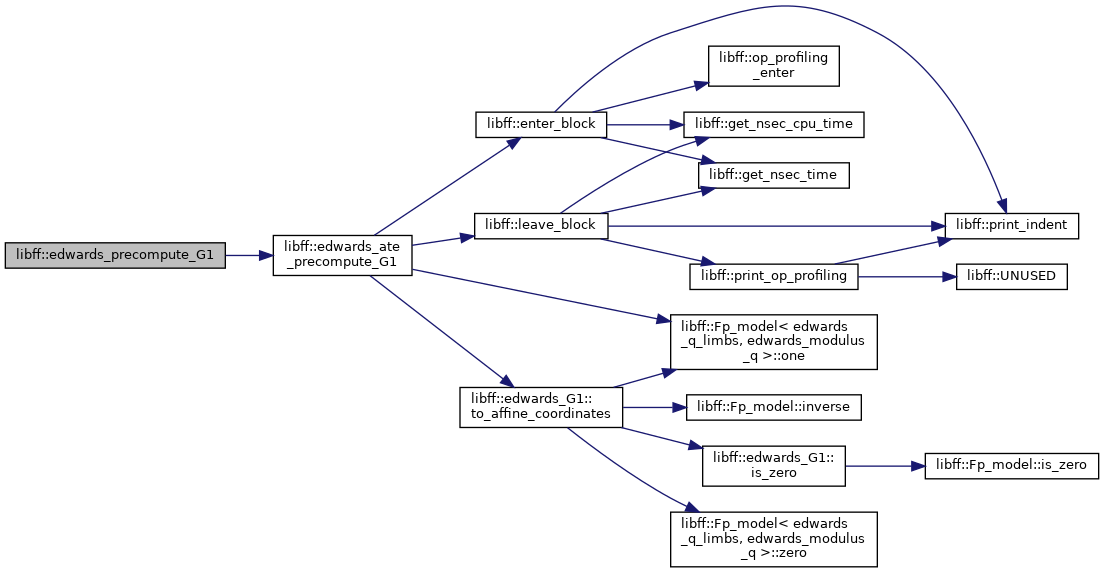 libff::edwards_precompute_G1
libff::edwards_ate
_precompute_G1
libff::enter_block
libff::leave_block
libff::edwards_G1::
to_affine_coordinates
libff::op_profiling
_enter
libff::get_nsec_cpu_time
libff::get_nsec_time
libff::print_op_profiling
libff::Fp_model< edwards
_q_limbs, edwards_modulus
_q >::one
libff::Fp_model::inverse
libff::edwards_G1::
is_zero
libff::Fp_model< edwards
_q_limbs, edwards_modulus
_q >::zero
libff::print_indent
libff::UNUSED
libff::Fp_model::is_zero